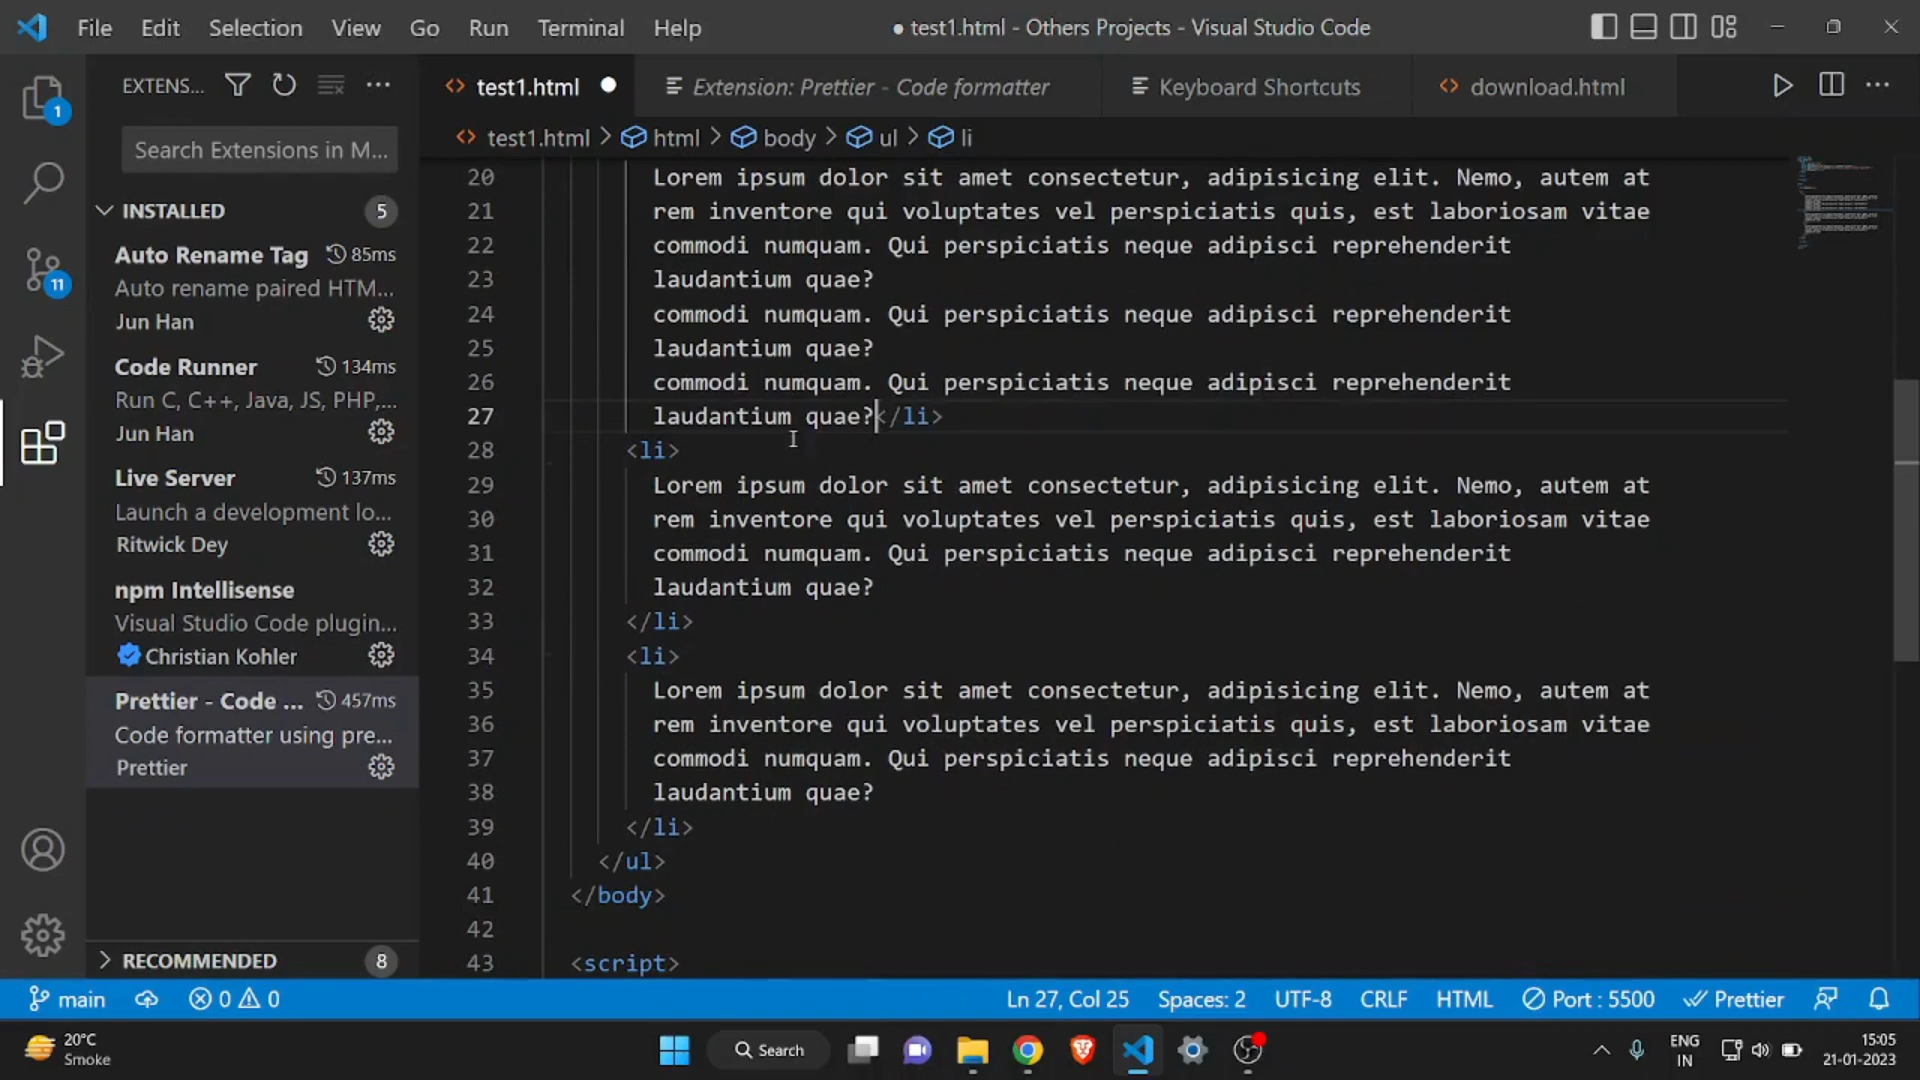 File Edit Selection View Go Run Terminal Help ● test1.html - Others Projects - Visual Studio Code
EXTENS...
test1.html ● Extension: Prettier - Code formatter Keyboard Shortcuts download.html
test1.html > html > body > ul > li
1
Search Extensions in M...
INSTALLED 5
Auto Rename Tag 85ms
Auto rename paired HTM...
Jun Han
Code Runner 134ms
Run C, C++, Java, JS, PHP,...
Jun Han
Live Server 137ms
Launch a development lo...
Ritwick Dey
npm Intellisense
Visual Studio Code plugin...
Christian Kohler
Prettier - Code ... 457ms
Code formatter using pre...
Prettier
RECOMMENDED 8
11
20 Lorem ipsum dolor sit amet consectetur, adipisicing elit. Nemo, autem at
21 rem inventore qui voluptates vel perspiciatis quis, est laboriosam vitae
22 commodi numquam. Qui perspiciatis neque adipisci reprehenderit
23 laudantium quae?
24 commodi numquam. Qui perspiciatis neque adipisci reprehenderit
25 laudantium quae?
26 commodi numquam. Qui perspiciatis neque adipisci reprehenderit
27 laudantium quae?</li>
28 <li>
29 Lorem ipsum dolor sit amet consectetur, adipisicing elit. Nemo, autem at
30 rem inventore qui voluptates vel perspiciatis quis, est laboriosam vitae
31 commodi numquam. Qui perspiciatis neque adipisci reprehenderit
32 laudantium quae?
33 </li>
34 <li>
35 Lorem ipsum dolor sit amet consectetur, adipisicing elit. Nemo, autem at
36 rem inventore qui voluptates vel perspiciatis quis, est laboriosam vitae
37 commodi numquam. Qui perspiciatis neque adipisci reprehenderit
38 laudantium quae?
39 </li>
40 </ul>
41 </body>
42
43 <script>
main 0 0 Ln 27, Col 25 Spaces: 2 UTF-8 CRLF HTML Port : 5500 Prettier
20°C
Smoke
Search
ENG
IN
15:05
21-01-2023